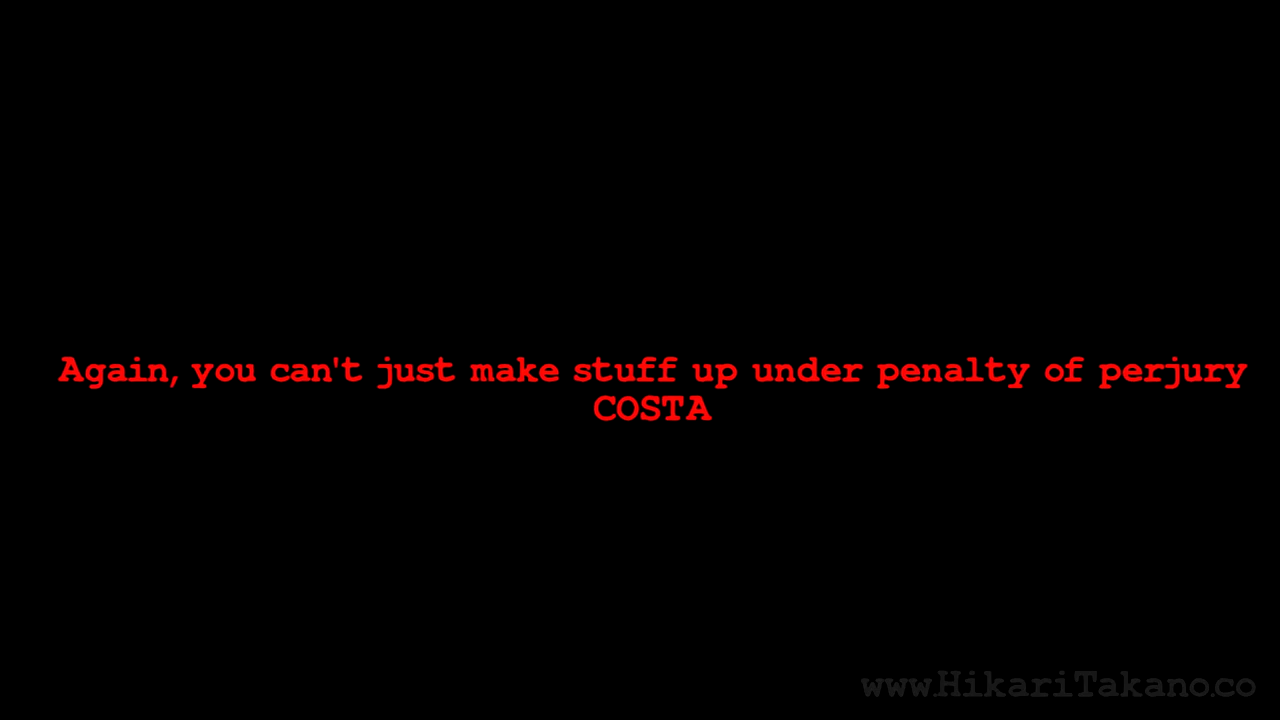 Again, you can't just make stuff up under penalty of perjury
COSTA
www.HikariTakano.co